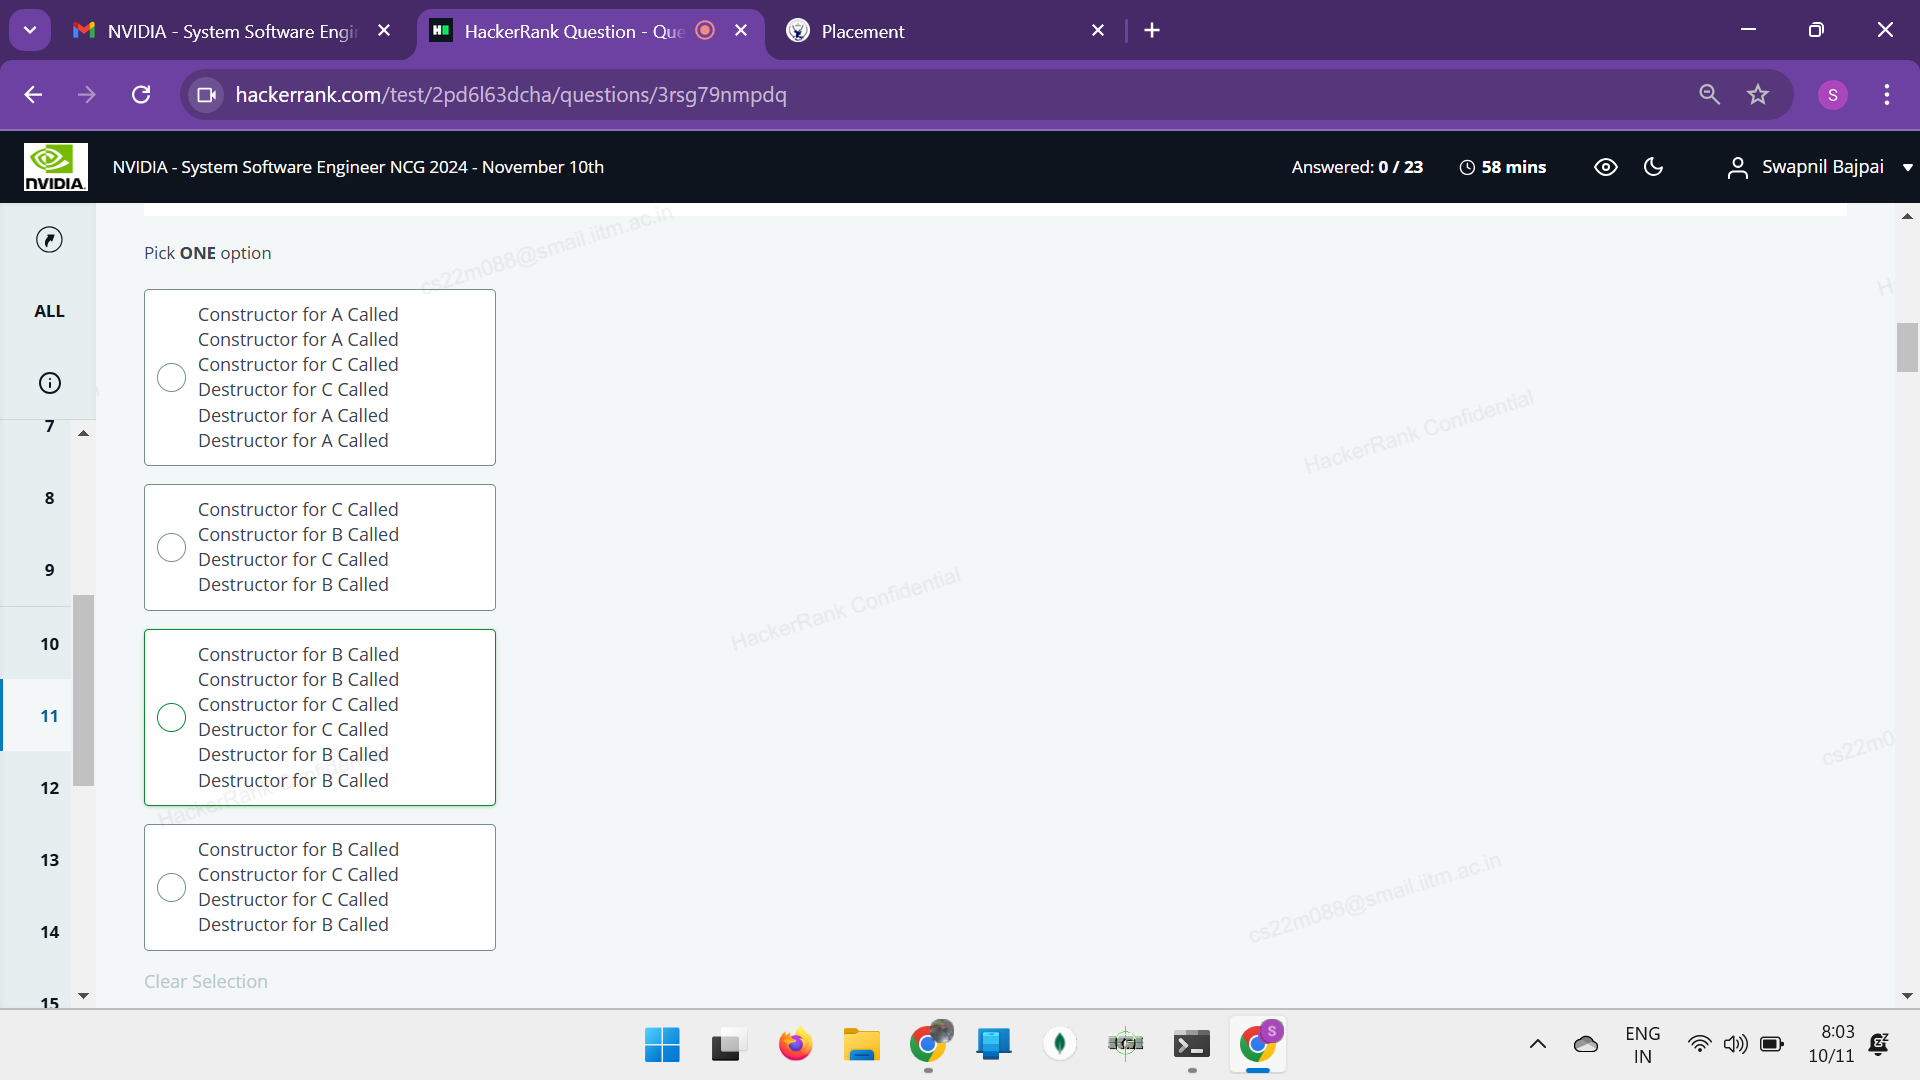 NVIDIA - System Software Engir
HackerRank Question - Que
Placement
hackerrank.com/test/2pd6l63dcha/questions/3rsg79nmpdq
S
NVIDIA
NVIDIA - System Software Engineer NCG 2024 - November 10th
Answered: 0 / 23
58 mins
Swapnil Bajpai
ALL
7
8
9
10
11
12
13
14
15
Pick ONE option
Constructor for A Called
Constructor for A Called
Constructor for C Called
Destructor for C Called
Destructor for A Called
Destructor for A Called
Constructor for C Called
Constructor for B Called
Destructor for C Called
Destructor for B Called
Constructor for B Called
Constructor for B Called
Constructor for C Called
Destructor for C Called
Destructor for B Called
Destructor for B Called
Constructor for B Called
Constructor for C Called
Destructor for C Called
Destructor for B Called
Clear Selection
cs22m088@smail.iitm.ac.in
HackerRank Confidential
HackerRank Confidential
HackerRank Confidential
cs22m0
cs22m088@smail.iitm.ac.in
H
S
ENG
IN
8:03
10/11